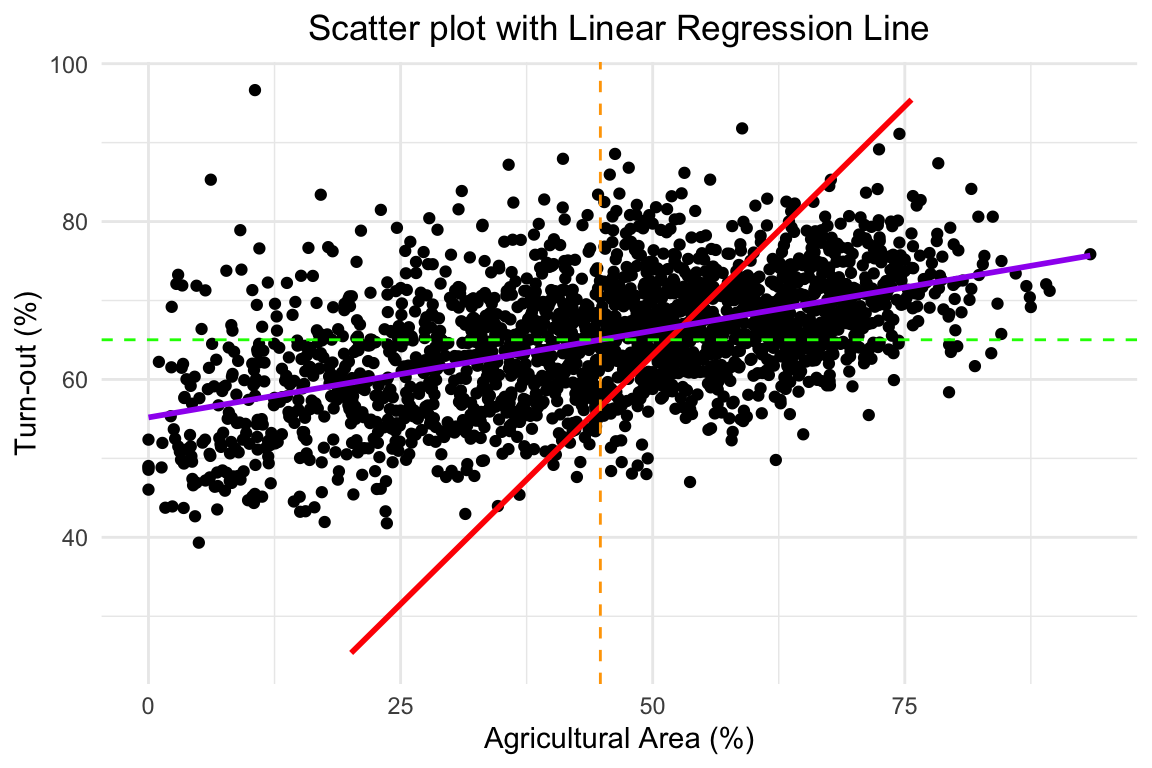 Scatter plot with Linear Regression Line
100
80
60
40
Turn-out (%)
0 25 50 75
Agricultural Area (%)